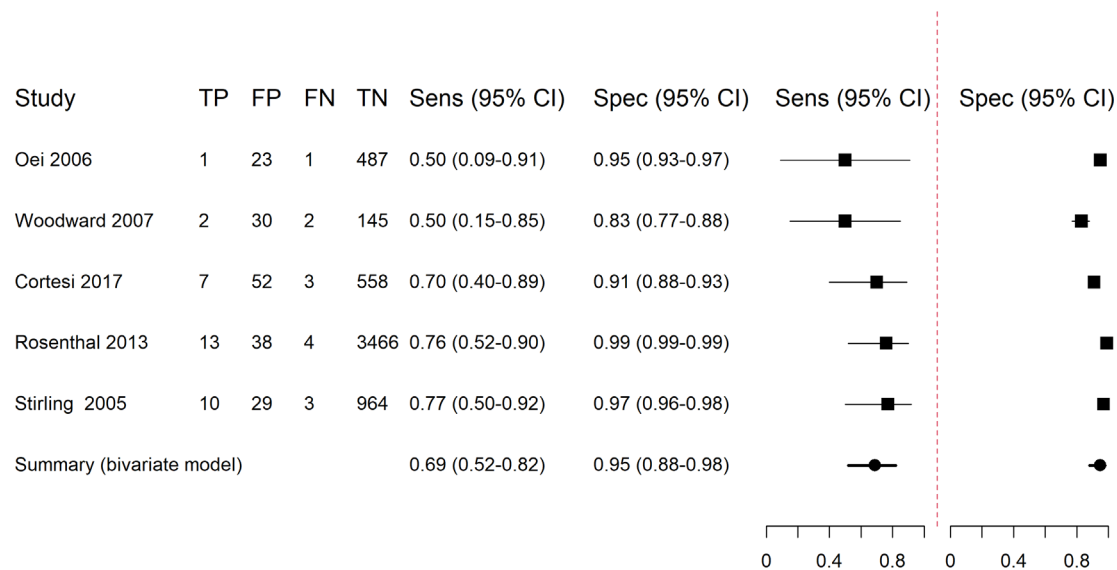 Study TP FP FN TN Sens (95% CI) Spec (95% CI) Sens (95% CI) Spec (95% CI)
Oei 2006 1 23 1 487 0.50 (0.09-0.91) 0.95 (0.93-0.97)
Woodward 2007 2 30 2 145 0.50 (0.15-0.85) 0.83 (0.77-0.88)
Cortesi 2017 7 52 3 558 0.70 (0.40-0.89) 0.91 (0.88-0.93)
Rosenthal 2013 13 38 4 3466 0.76 (0.52-0.90) 0.99 (0.99-0.99)
Stirling 2005 10 29 3 964 0.77 (0.50-0.92) 0.97 (0.96-0.98)
Summary (bivariate model) 0.69 (0.52-0.82) 0.95 (0.88-0.98)
0 0.4 0.8 0 0.4 0.8